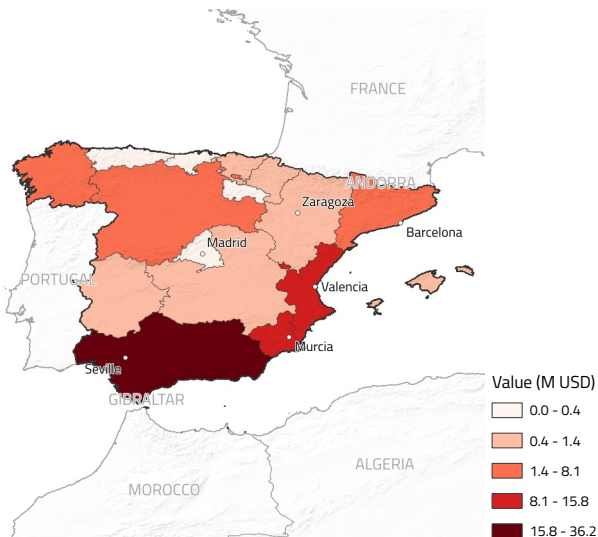 FRANCE
ANDORRA
Zaragoza
Barcelona
Madrid
PORTUGAL
Valencia
Murcia
Seville
GIBRALTAR
ALGERIA
MOROCCO
Value (M USD)
0.0 - 0.4
0.4 - 1.4
1.4 - 8.1
8.1 - 15.8
15.8 - 36.2